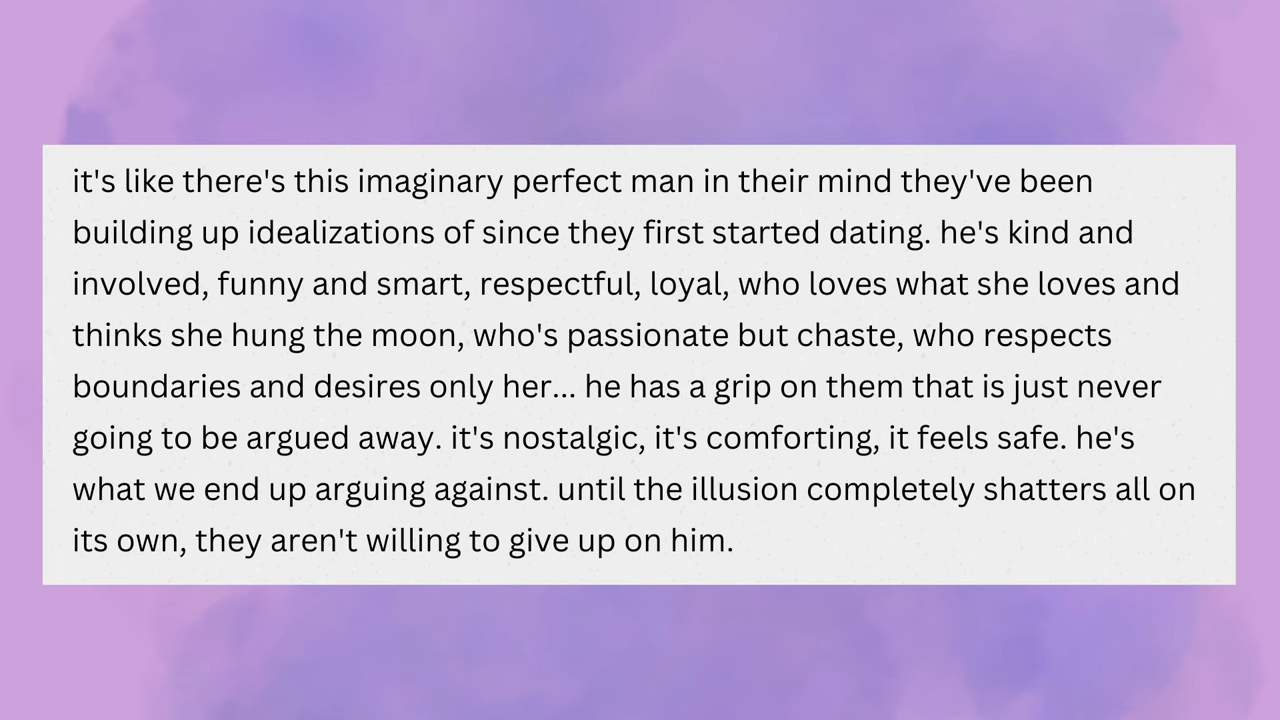 it's like there's this imaginary perfect man in their mind they've been
building up idealizations of since they first started dating. he's kind and
involved, funny and smart, respectful, loyal, who loves what she loves and
thinks she hung the moon, who's passionate but chaste, who respects
boundaries and desires only her... he has a grip on them that is just never
going to be argued away. it's nostalgic, it's comforting, it feels safe. he's
what we end up arguing against. until the illusion completely shatters all on
its own, they aren't willing to give up on him.